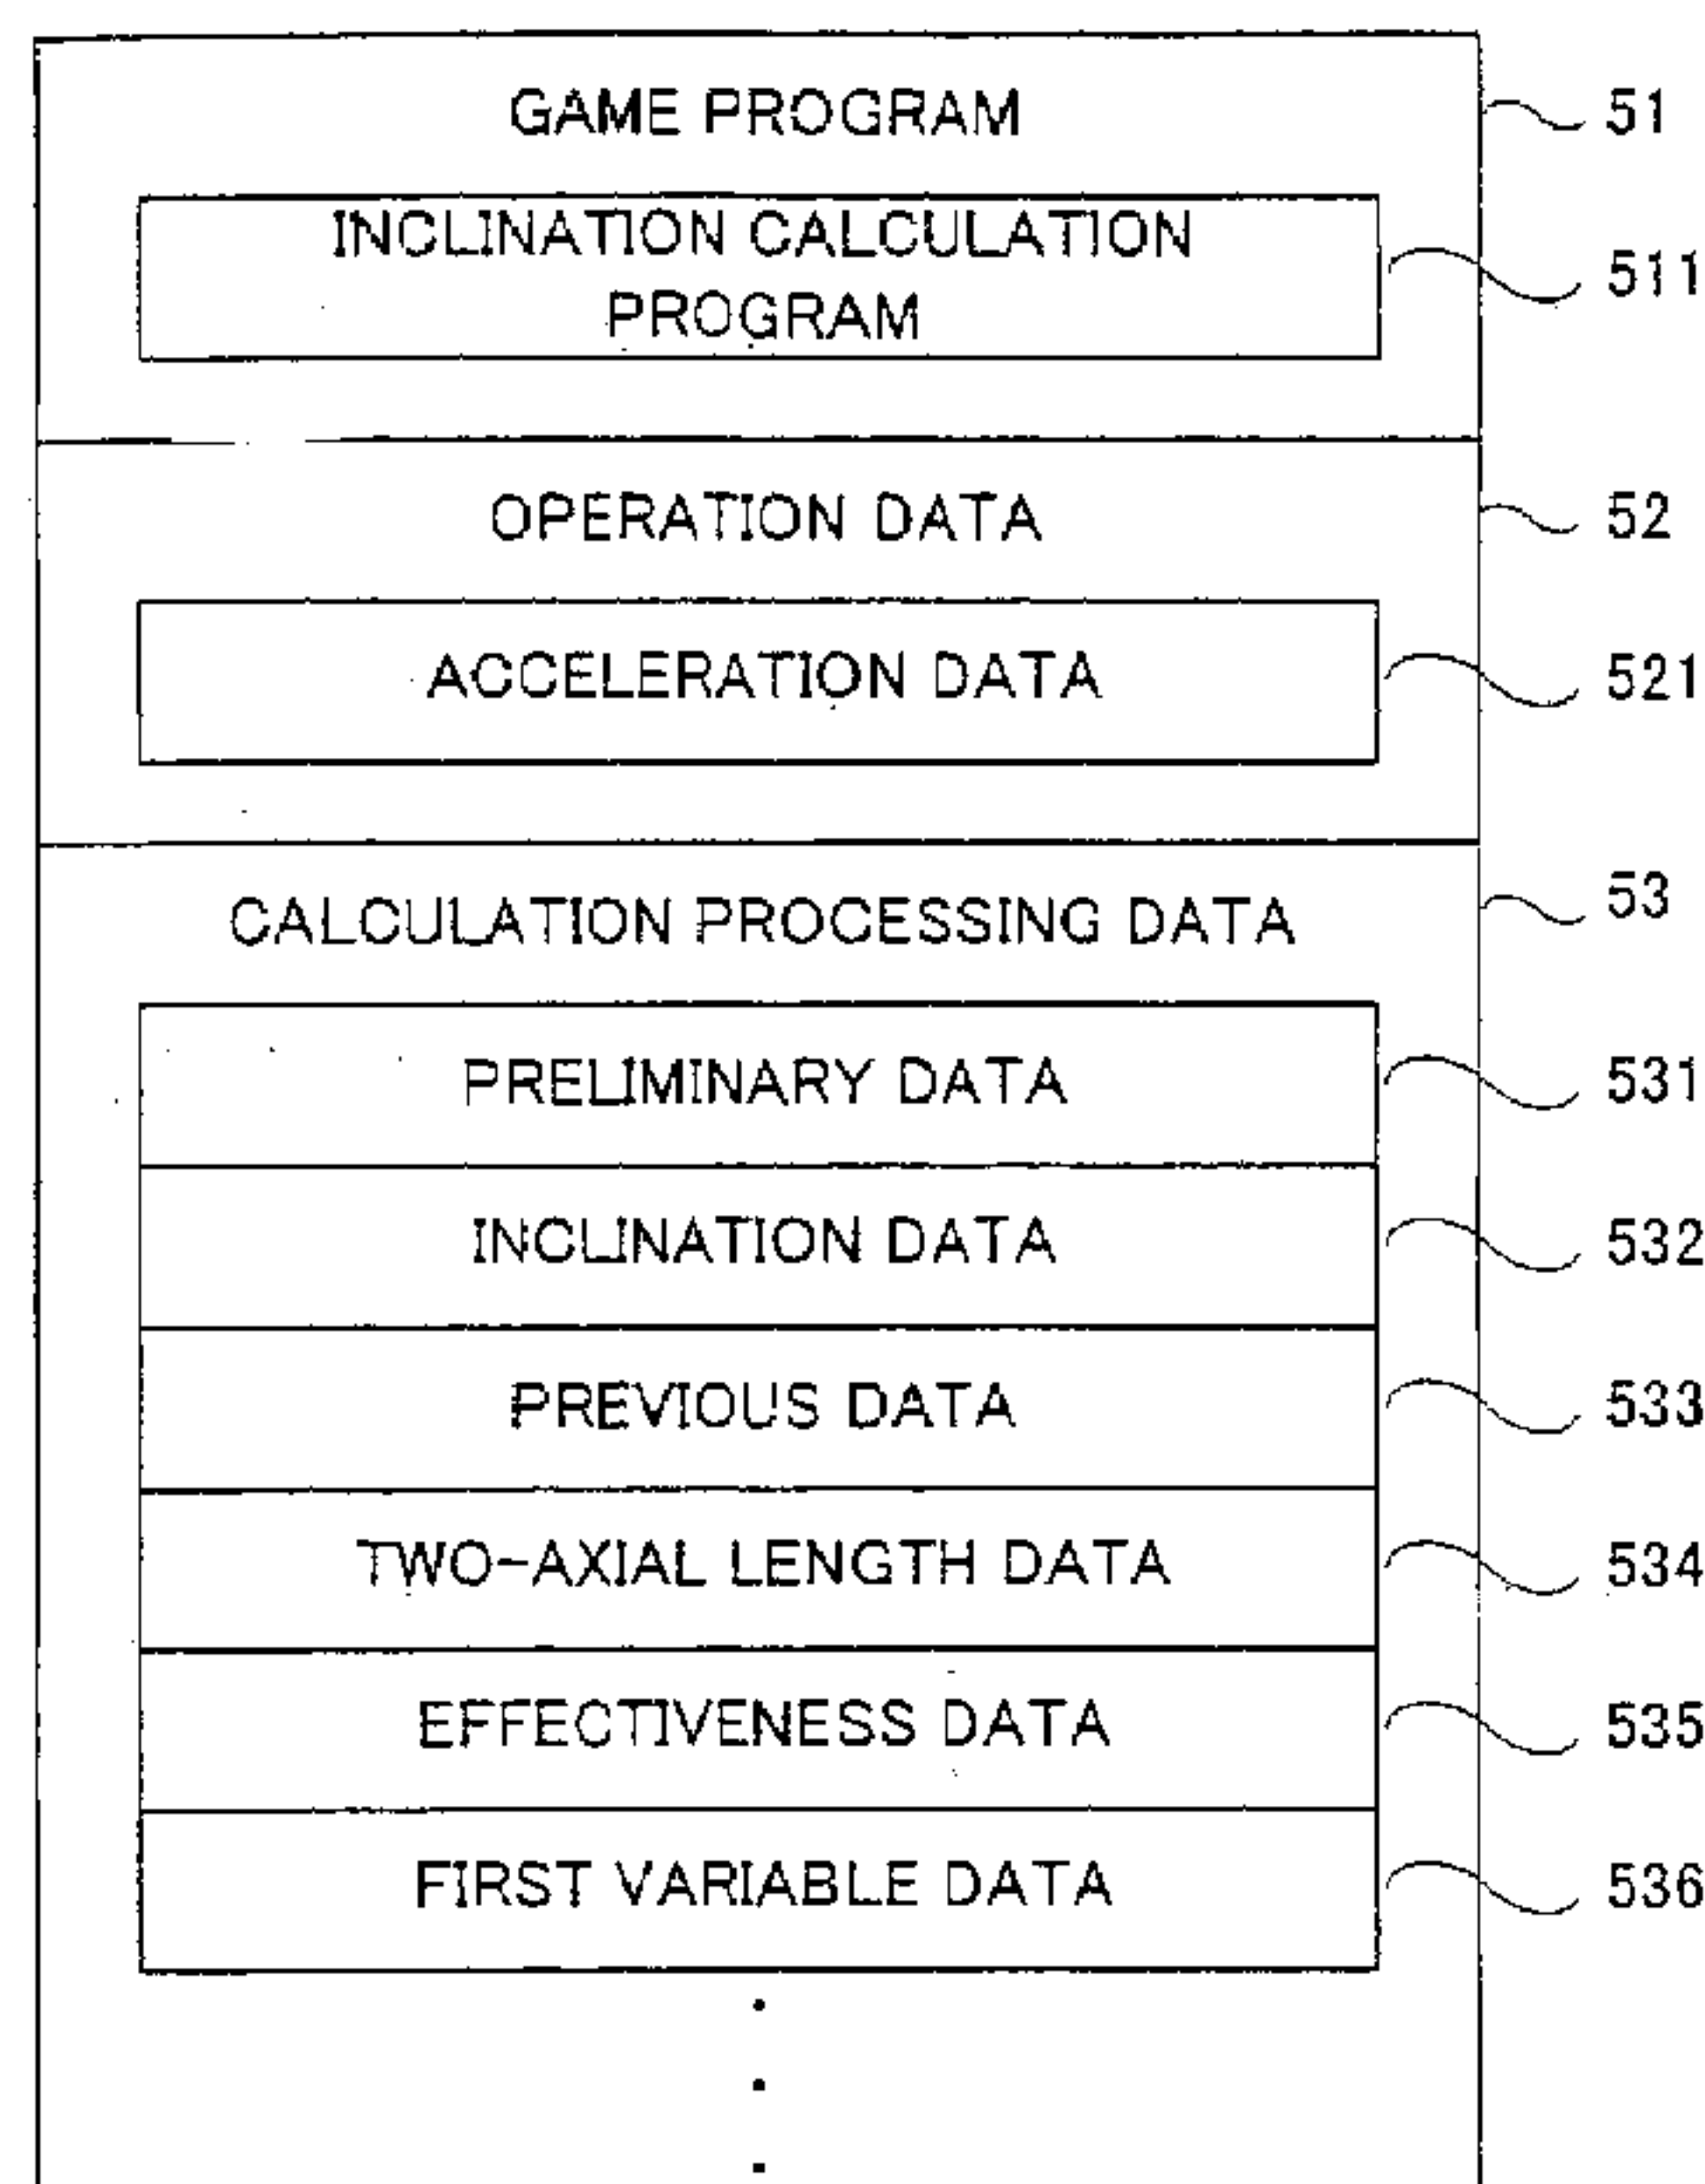 GAME PROGRAM 51
INCLINATION CALCULATION
PROGRAM 511
OPERATION DATA 52
ACCELERATION DATA 521
CALCULATION PROCESSING DATA 53
PRELIMINARY DATA 531
INCLINATION DATA 532
PREVIOUS DATA 533
TWO-AXIAL LENGTH DATA 534
EFFECTIVENESS DATA 535
FIRST VARIABLE DATA 536